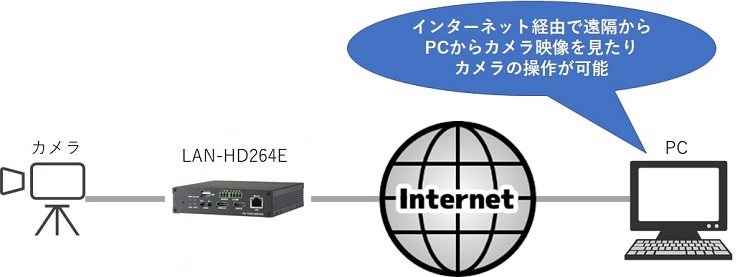 インターネット経由で遠隔から
PCからカメラ映像を見たり
カメラの操作が可能
カメラ
LAN-HD264E
Internet
PC